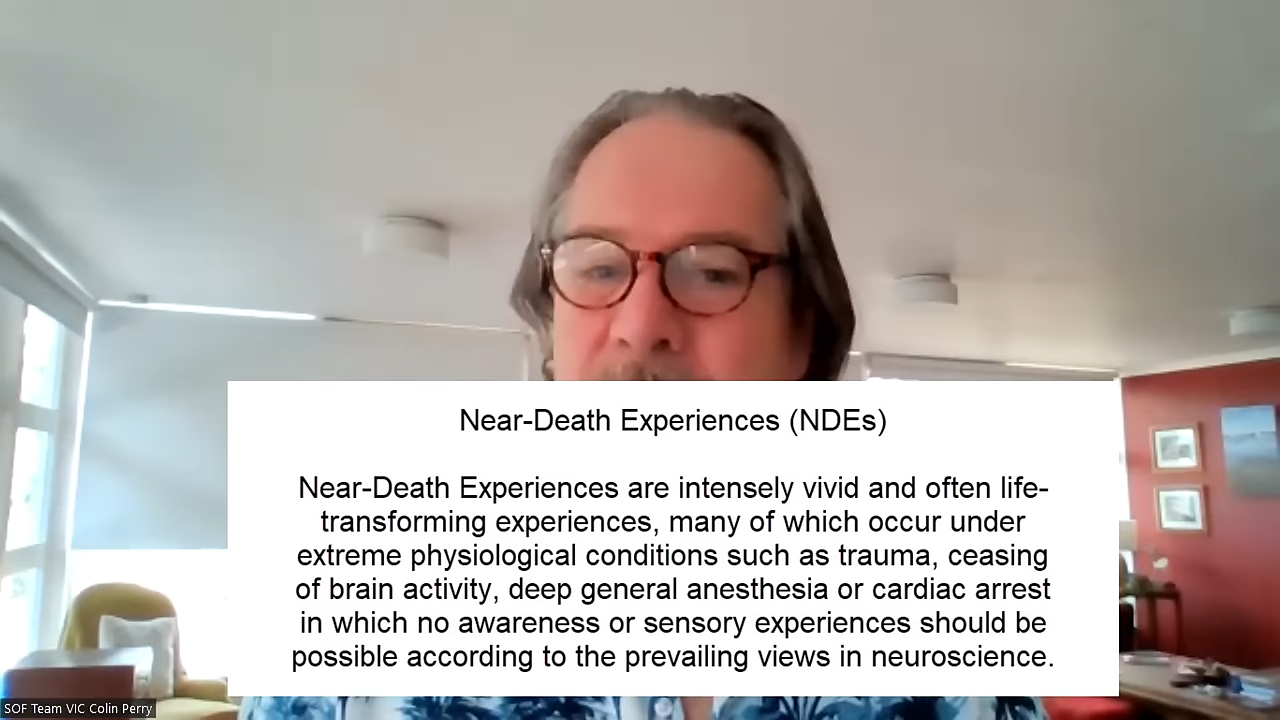 Near-Death Experiences (NDEs)
Near-Death Experiences are intensely vivid and often life-
transforming experiences, many of which occur under
extreme physiological conditions such as trauma, ceasing
of brain activity, deep general anesthesia or cardiac arrest
in which no awareness or sensory experiences should be
possible according to the prevailing views in neuroscience.
SOF Team VIC Colin Perry